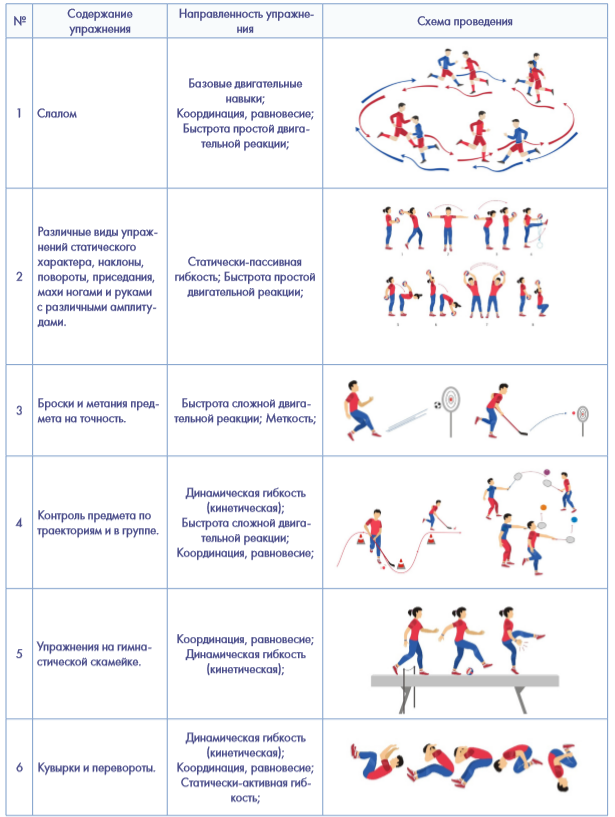 №
Содержание
упражнения
Направленность упражне-
ния
Схема проведения
1
Слалом
Базовые двигательные
навыки;
Координация, равновесие;
Быстрота простой двига-
тельной реакции;
2
Различные виды упраж-
нений статического
характера, наклоны,
повороты, приседания,
махи ногами и руками
с различными амплиту-
дами.
Статически-пассивная
гибкость; Быстрота простой
двигательной реакции;
3
Броски и метания пред-
мета на точность.
Быстрота сложной двига-
тельной реакции; Меткость;
4
Контроль предмета по
траекториям и в группе.
Динамическая гибкость
(кинетическая);
Быстрота сложной двига-
тельной реакции;
Координация, равновесие;
5
Упражнения на гимна-
стической скамейке.
Координация, равновесие;
Динамическая гибкость
(кинетическая);
6
Кувырки и перевороты.
Динамическая гибкость
(кинетическая);
Координация, равновесие;
Статически-активная гиб-
кость;